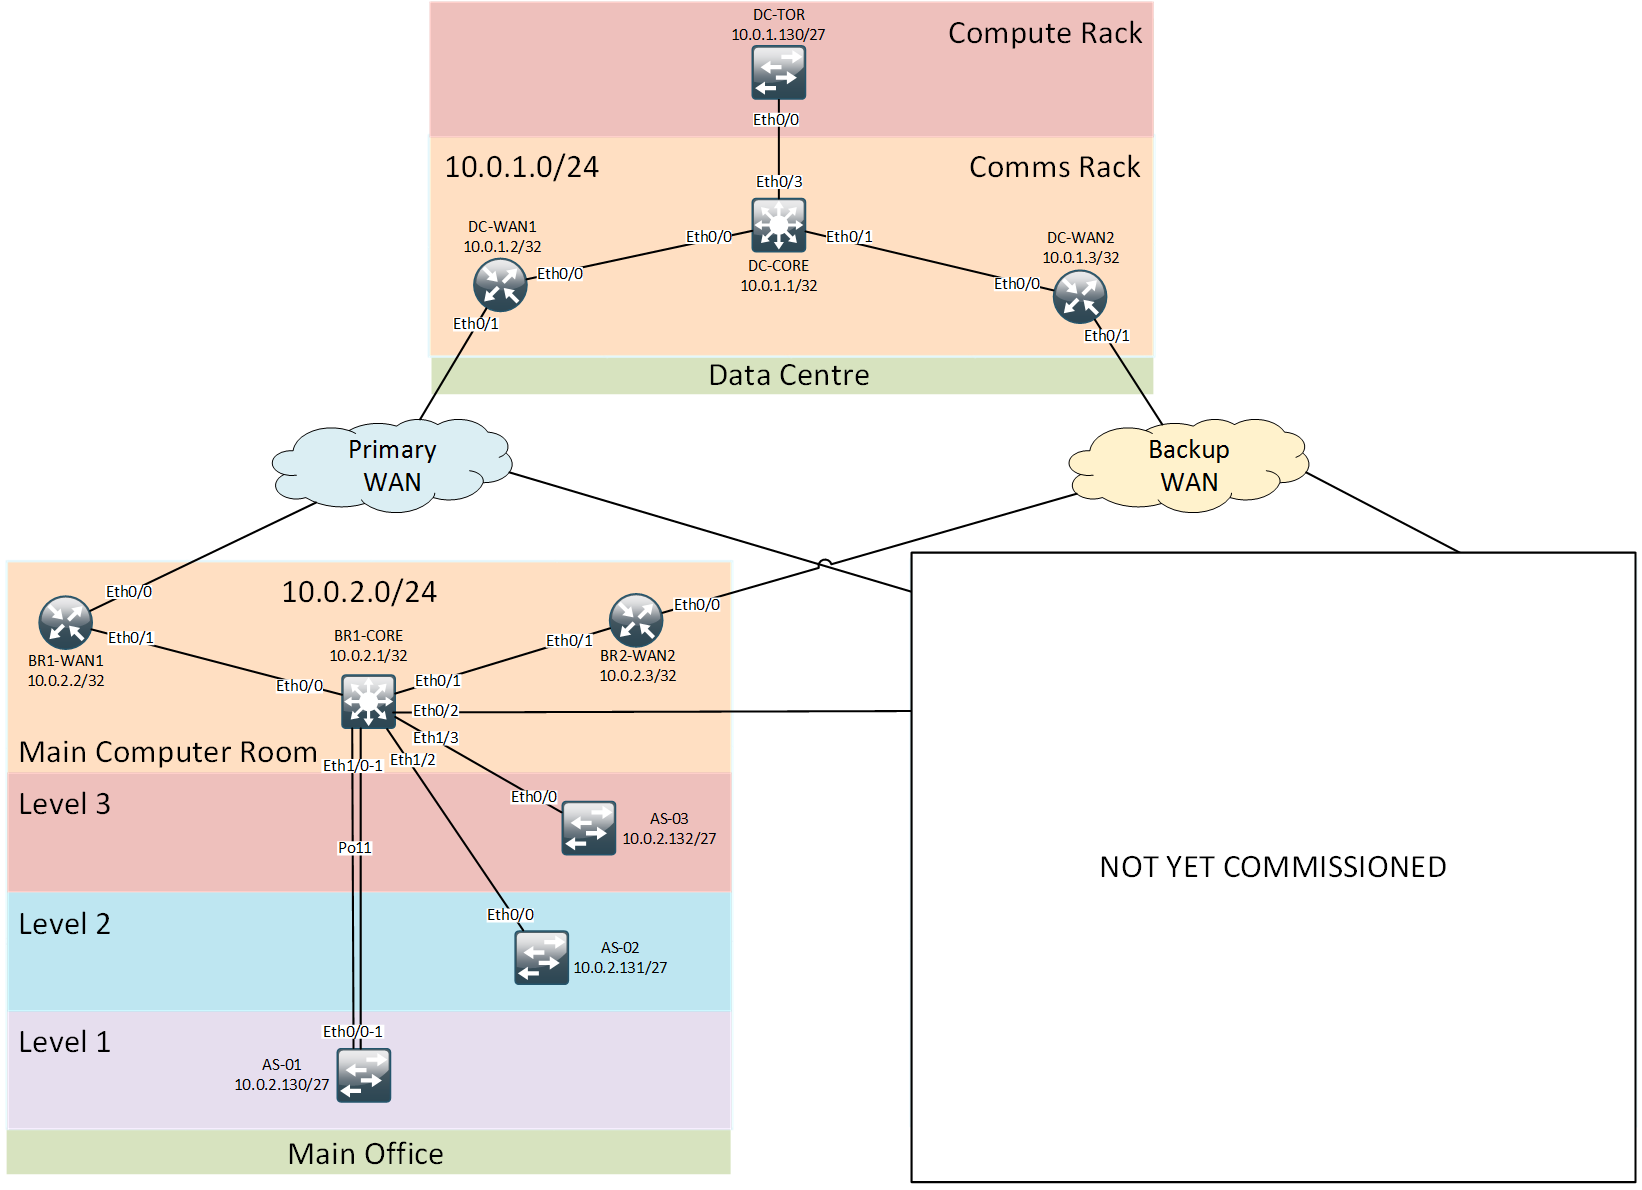 DC-TOR
10.0.1.130/27
Compute Rack
Eth0/0
10.0.1.0/24
Comms Rack
Eth0/3
DC-WAN1
10.0.1.2/32
Eth0/0
Eth0/1
DC-WAN2
10.0.1.3/32
DC-CORE
10.0.1.1/32
Eth0/0
Eth0/0
Eth0/1
Eth0/1
Data Centre
Primary
WAN
Backup
WAN
10.0.2.0/24
Eth0/0
Eth0/0
BR1-CORE
10.0.2.1/32
Eth0/1
Eth0/1
BR1-WAN1
10.0.2.2/32
BR2-WAN2
10.0.2.3/32
Eth0/0
Eth0/1
Eth0/2
Eth1/3
Main Computer Room
Eth1/0-1
Eth1/2
Level 3
Eth0/0
AS-03
10.0.2.132/27
Po11
NOT YET COMMISSIONED
Level 2
Eth0/0
AS-02
10.0.2.131/27
Level 1
Eth0/0-1
AS-01
10.0.2.130/27
Main Office